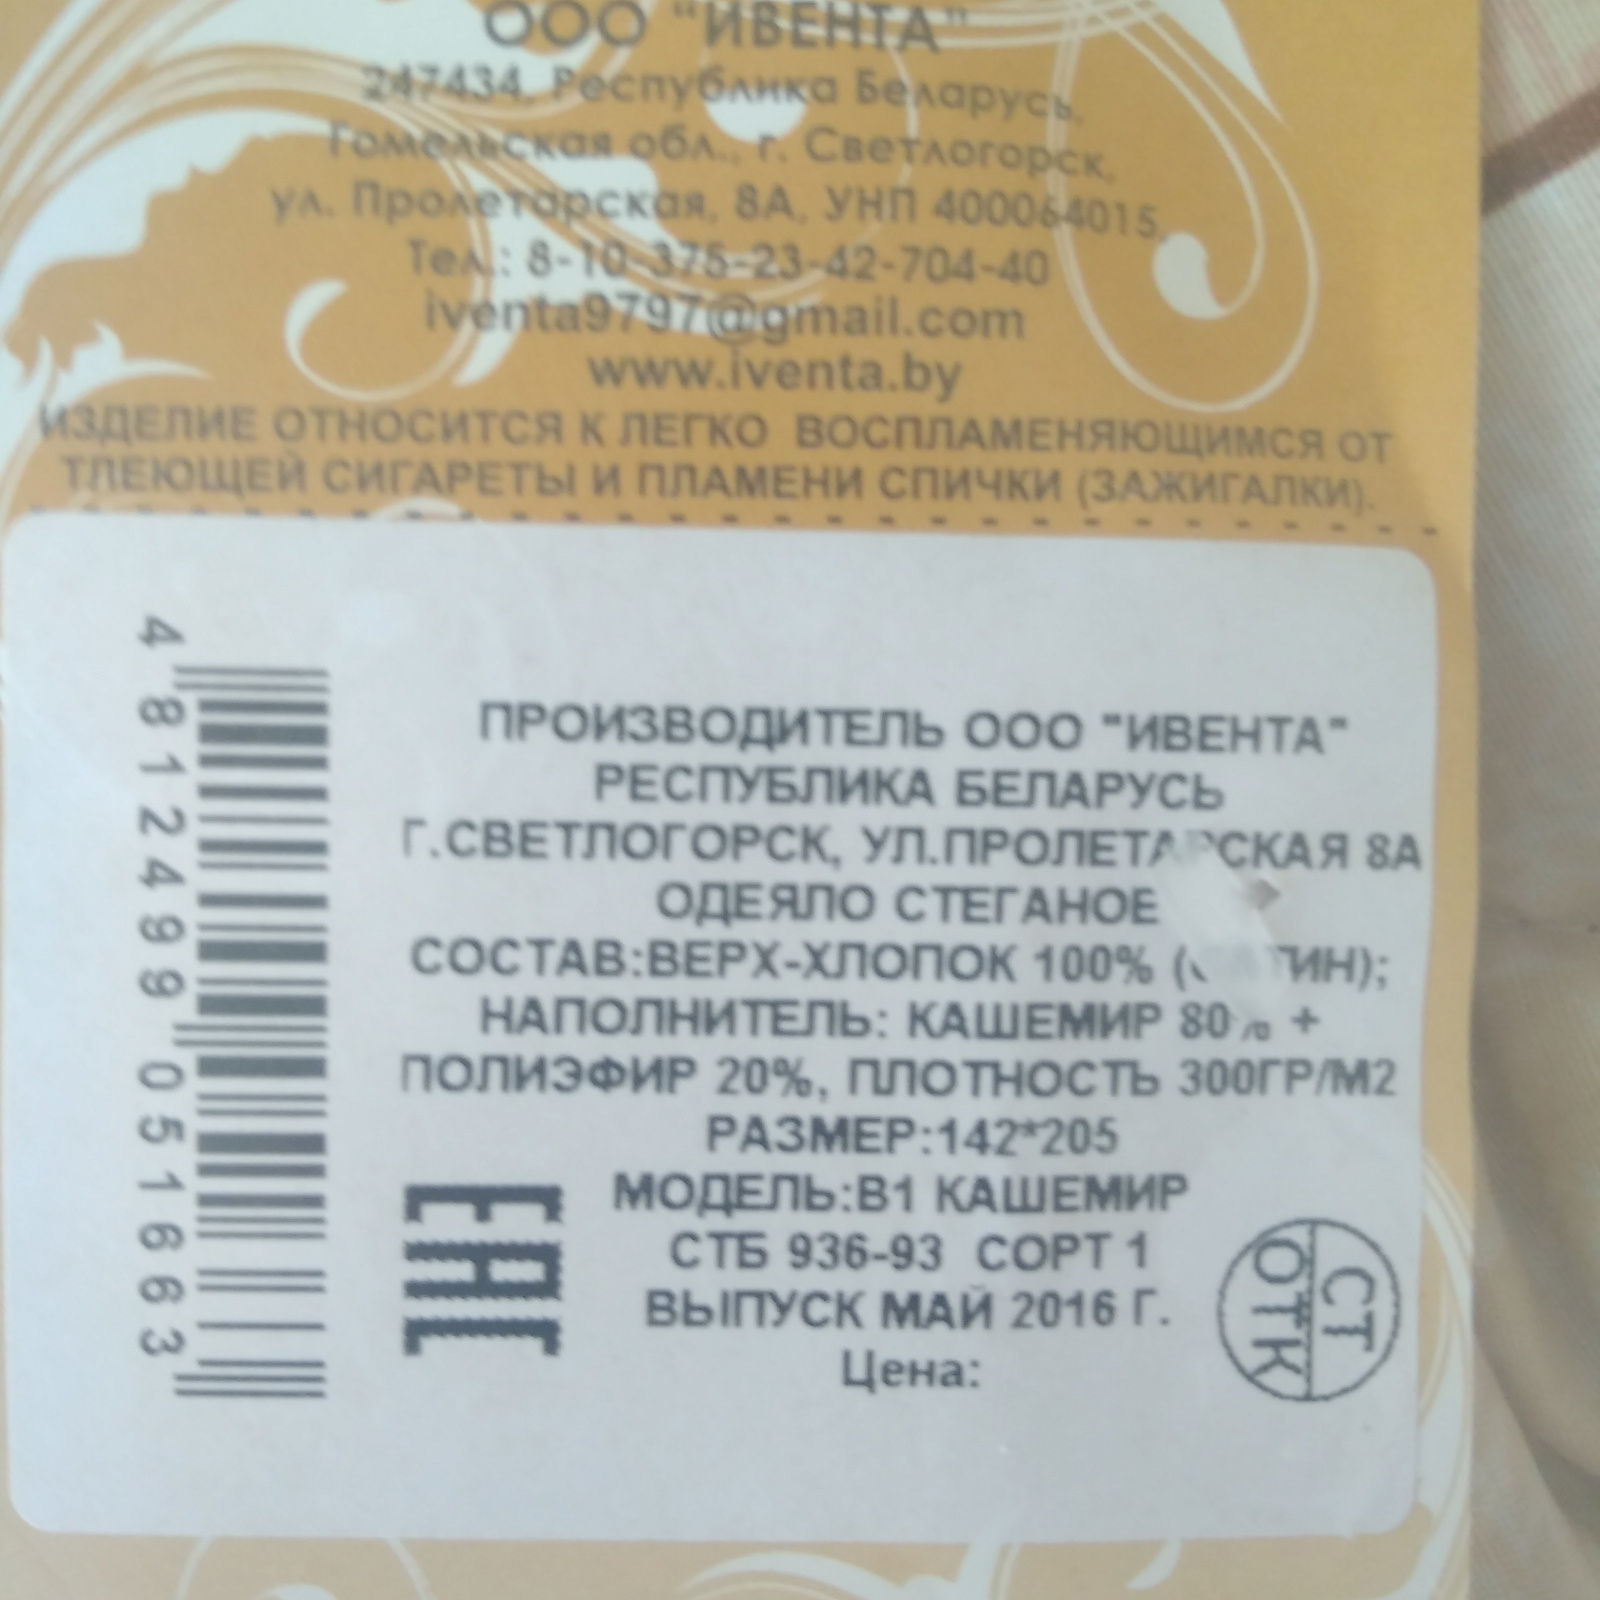 ООО "ИВЕНТА"
247434, Республика Беларусь,
Гомельская обл., г. Светлогорск,
ул. Пролетарская, 8А, УНП 400064015,
Тел.: 8-10-375-23-42-704-40
iventa9797@gmail.com
www.iventa.by
ИЗДЕЛИЕ ОТНОСИТСЯ К ЛЕГКО ВОСПЛАМЕНЯЮЩИМСЯ ОТ
ТЛЕЮЩЕЙ СИГАРЕТЫ И ПЛАМЕНИ СПИЧКИ (ЗАЖИГАЛКИ).
ПРОИЗВОДИТЕЛЬ ООО "ИВЕНТА"
РЕСПУБЛИКА БЕЛАРУСЬ
Г.СВЕТЛОГОРСК, УЛ.ПРОЛЕТАРСКАЯ 8А
ОДЕЯЛО СТЕГАНОЕ
СОСТАВ:ВЕРХ-ХЛОПОК 100% (САТИН);
НАПОЛНИТЕЛЬ: КАШЕМИР 80% +
ПОЛИЭФИР 20%, ПЛОТНОСТЬ 300ГР/М2
РАЗМЕР:142*205
МОДЕЛЬ:В1 КАШЕМИР
СТБ 936-93 СОРТ 1
ВЫПУСК МАЙ 2016 Г.
Цена:
4 812499 051663
ЕАС
СТ
ОТК